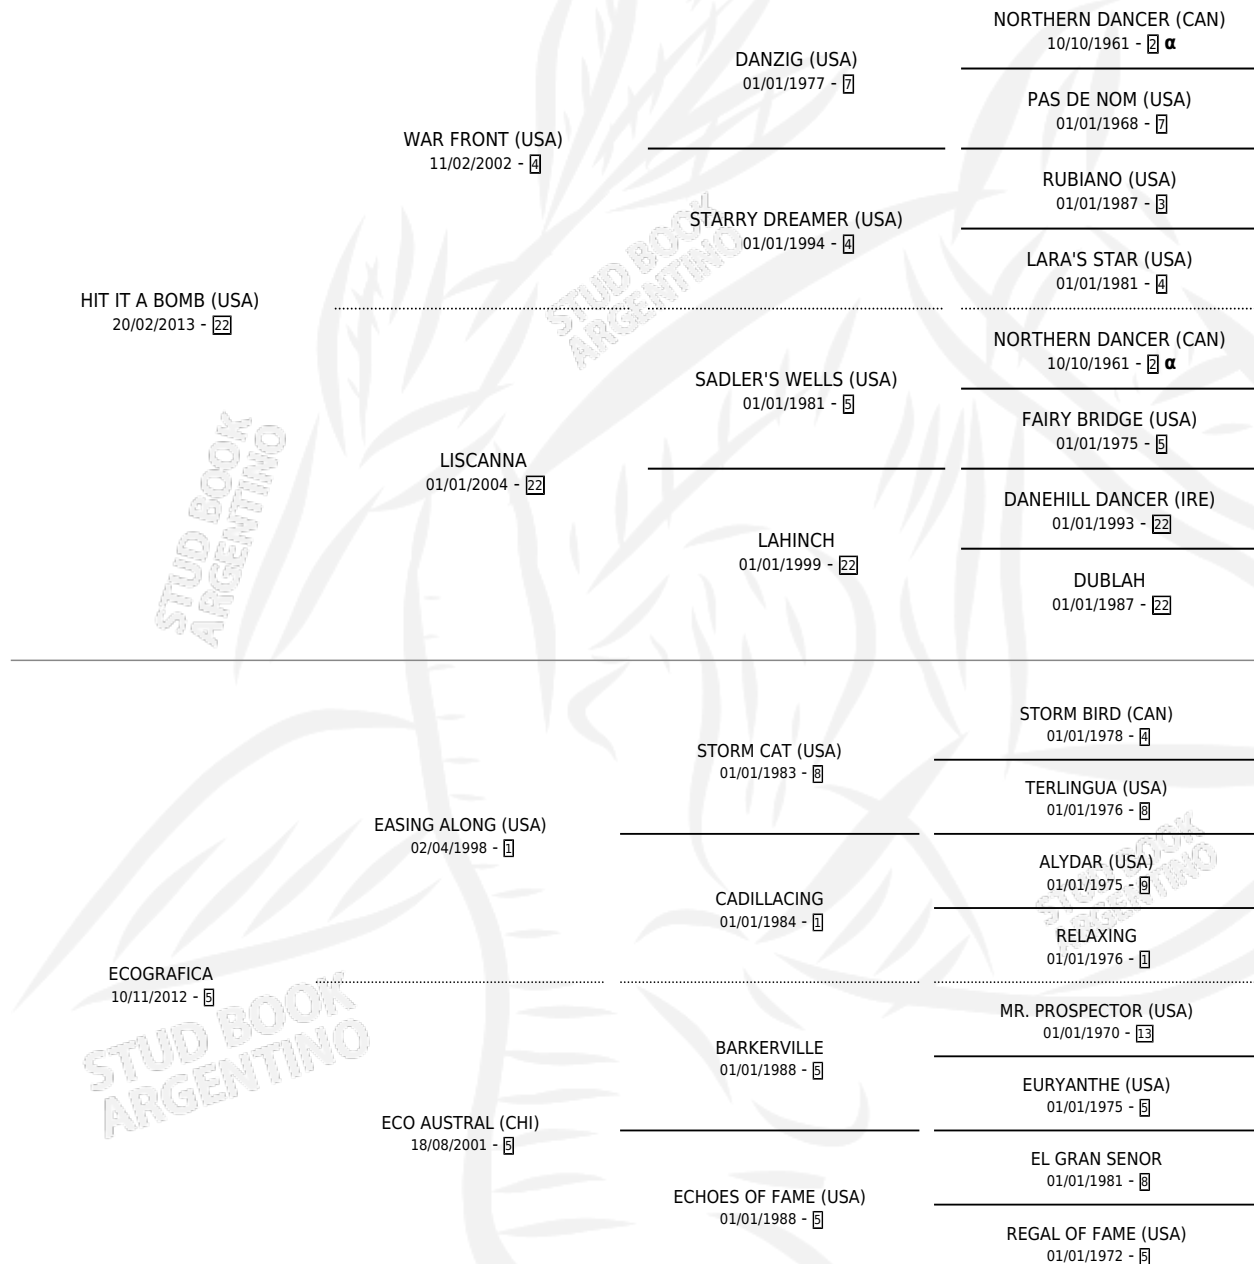 NORTHERN DANCER (CAN)
10/10/1961 - 2 α
DANZIG (USA)
01/01/1977 - 7
PAS DE NOM (USA)
01/01/1968 - 7
WAR FRONT (USA)
11/02/2002 - 4
RUBIANO (USA)
01/01/1987 - 3
STARRY DREAMER (USA)
01/01/1994 - 4
LARA'S STAR (USA)
01/01/1981 - 4
HIT IT A BOMB (USA)
20/02/2013 - 22
NORTHERN DANCER (CAN)
10/10/1961 - 2 α
SADLER'S WELLS (USA)
01/01/1981 - 5
FAIRY BRIDGE (USA)
01/01/1975 - 5
LISCANNA
01/01/2004 - 22
DANEHILL DANCER (IRE)
01/01/1993 - 22
LAHINCH
01/01/1999 - 22
DUBLAH
01/01/1987 - 22
STORM BIRD (CAN)
01/01/1978 - 4
STORM CAT (USA)
01/01/1983 - 8
TERLINGUA (USA)
01/01/1976 - 8
EASING ALONG (USA)
02/04/1998 - 1
ALYDAR (USA)
01/01/1975 - 9
CADILLACING
01/01/1984 - 1
RELAXING
01/01/1976 - 1
ECOGRAFICA
10/11/2012 - 5
MR. PROSPECTOR (USA)
01/01/1970 - 13
BARKERVILLE
01/01/1988 - 5
EURYANTHE (USA)
01/01/1975 - 5
ECO AUSTRAL (CHI)
18/08/2001 - 5
EL GRAN SENOR
01/01/1981 - 8
ECHOES OF FAME (USA)
01/01/1988 - 5
REGAL OF FAME (USA)
01/01/1972 - 5
STUD BOOK
ARGENTINO
STUD BOOK
ARGENTINO
STUD BOOK
ARGENTINO
STUD BOOK
ARGENTINO